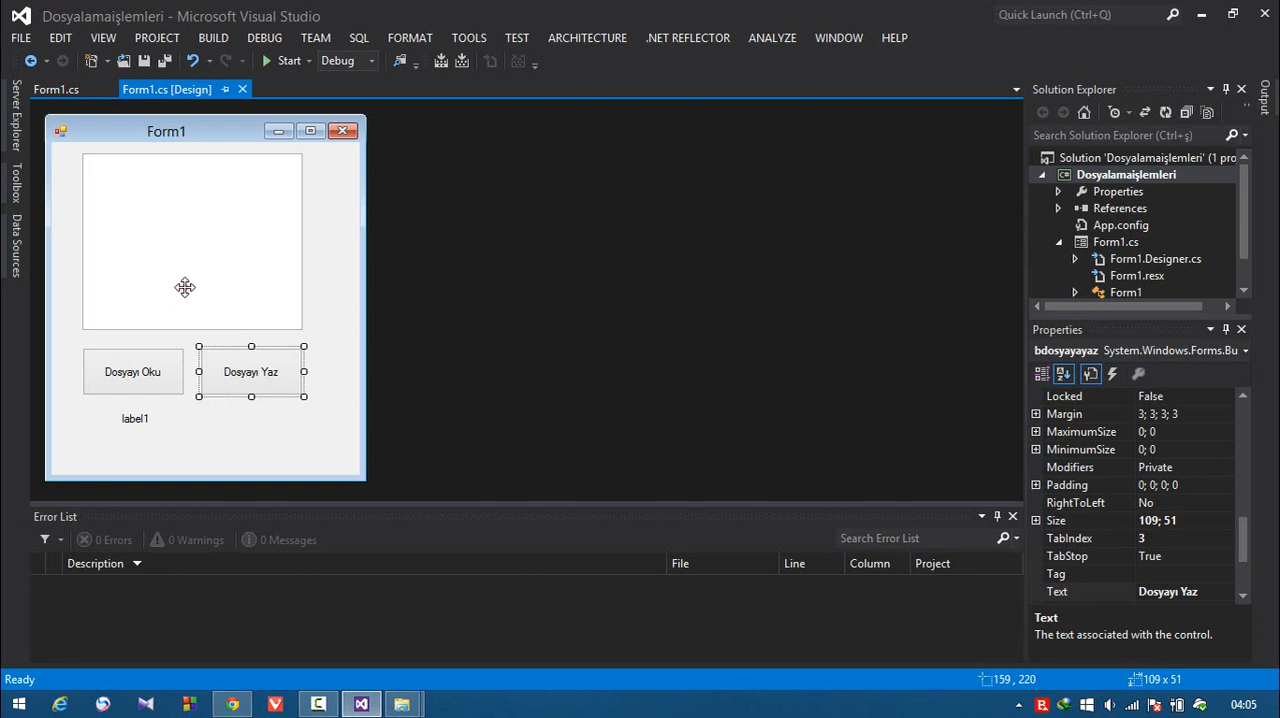 Dosyalamaişlemleri - Microsoft Visual Studio
Quick Launch (Ctrl+Q)
FILE EDIT VIEW PROJECT BUILD DEBUG TEAM SQL FORMAT TOOLS TEST ARCHITECTURE .NET REFLECTOR ANALYZE WINDOW HELP
Start Debug
Form1.cs Form1.cs [Design]
Server Explorer
Toolbox
Data Sources
Form1
Dosyayı Oku Dosyayı Yaz
label1
Solution Explorer
Output
Search Solution Explorer (Ctrl+ş)
Solution 'Dosyalamaişlemleri' (1 pro
Dosyalamaişlemleri
Properties
References
App.config
Form1.cs
Form1.Designer.cs
Form1.resx
Form1
Properties
bdosyayayaz System.Windows.Forms.Bu
Locked False
Margin 3; 3; 3; 3
MaximumSize 0; 0
MinimumSize 0; 0
Modifiers Private
Padding 0; 0; 0; 0
RightToLeft No
Size 109; 51
TabIndex 3
TabStop True
Tag
Text Dosyayı Yaz
Text
The text associated with the control.
Error List
0 Errors 0 Warnings 0 Messages
Search Error List
Description File Line Column Project
Ready 159 , 220 109 x 51
04:05